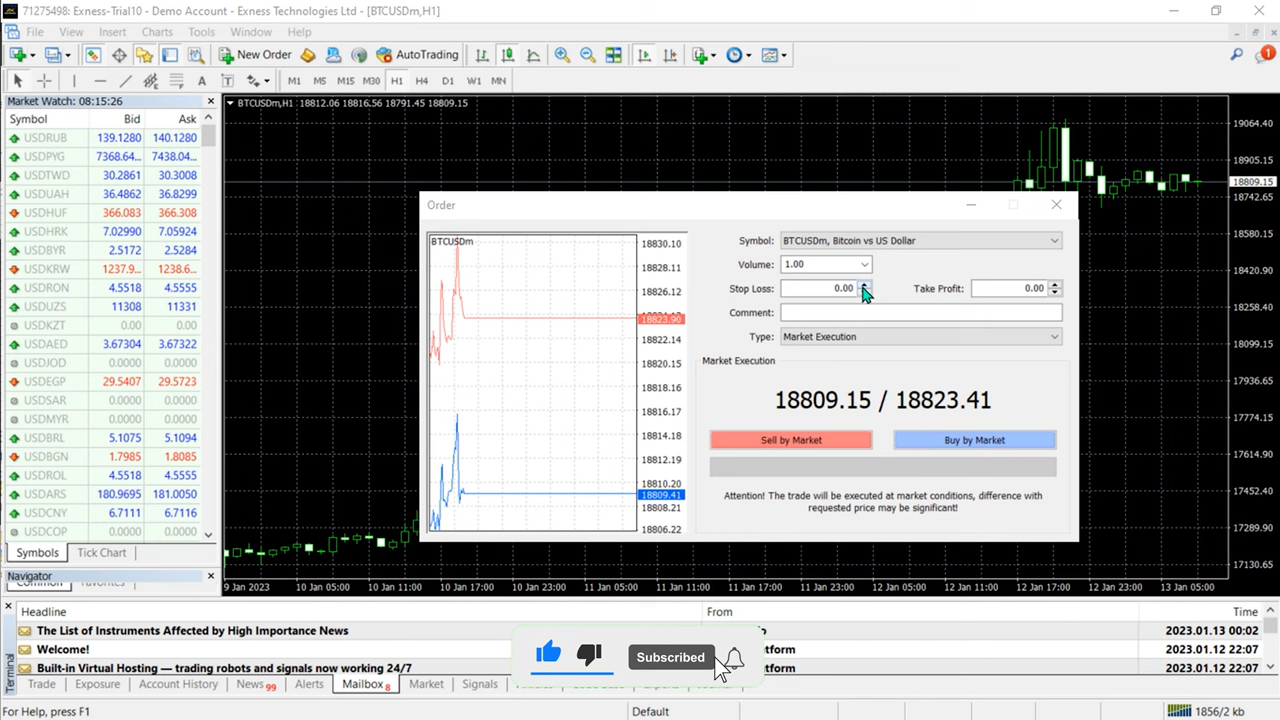 71275498: Exness-Trial10 - Demo Account - Exness Technologies Ltd - [BTCUSDm,H1]
File View Insert Charts Tools Window Help
New Order AutoTrading
M1 M5 M15 M30 H1 H4 D1 W1 MN
Market Watch: 08:15:26
Symbol Bid Ask
USDRUB 139.1280 140.1280
USDPYG 7368.64... 7438.04...
USDTWD 30.2861 30.3008
USDUAH 36.4862 36.8299
USDHUF 366.083 366.308
USDHRK 7.02990 7.05924
USDBYR 2.5172 2.5284
USDKRW 1237.9... 1238.6...
USDRON 4.5531 4.5555
USDUZS 11308 11331
USDKZT 0.00 0.00
USDAED 3.67304 3.67322
USDJOD 0.0000 0.0000
USDEGP 29.5407 29.5723
USDSAR 0.0000 0.0000
USDMYR 0.0000 0.0000
USDBRL 5.1075 5.1094
USDBGN 1.7985 1.8085
USDROL 4.5518 4.5555
USDARS 180.9695 181.0050
USDCNY 6.7111 6.7116
USDCOP 0.0000 0.0000
Symbols Tick Chart
Navigator
Common Favorites
BTCUSDm,H1 18812.06 18816.56 18791.45 18809.15
19064.40
18905.15
18809.15
18742.65
18580.15
18420.90
18258.40
18099.15
17936.65
17774.15
17614.90
17452.40
17289.90
17130.65
9 Jan 2023 10 Jan 05:00 10 Jan 11:00 10 Jan 17:00 10 Jan 23:00 11 Jan 05:00 11 Jan 11:00 11 Jan 17:00 11 Jan 23:00 12 Jan 05:00 12 Jan 11:00 12 Jan 17:00 12 Jan 23:00 13 Jan 05:00
Order
BTCUSDm
18830.10
18828.11
18826.12
18823.90
18822.14
18820.15
18818.16
18816.17
18814.18
18812.19
18810.20
18809.41
18808.21
18806.22
Symbol: BTCUSDm, Bitcoin vs US Dollar
Volume: 1.00
Stop Loss: 0.00 Take Profit: 0.00
Comment:
Type: Market Execution
Market Execution
18809.15 / 18823.41
Sell by Market Buy by Market
Attention! The trade will be executed at market conditions, difference with
requested price may be significant!
Headline From Time
The List of Instruments Affected by High Importance News 2023.01.13 00:02
Welcome! 2023.01.12 22:07
Built-in Virtual Hosting — trading robots and signals now working 24/7 2023.01.12 22:07
Subscribed
Terminal
Trade Exposure Account History News 99 Alerts Mailbox 8 Market Signals
For Help, press F1 Default 1856/2 kb
1